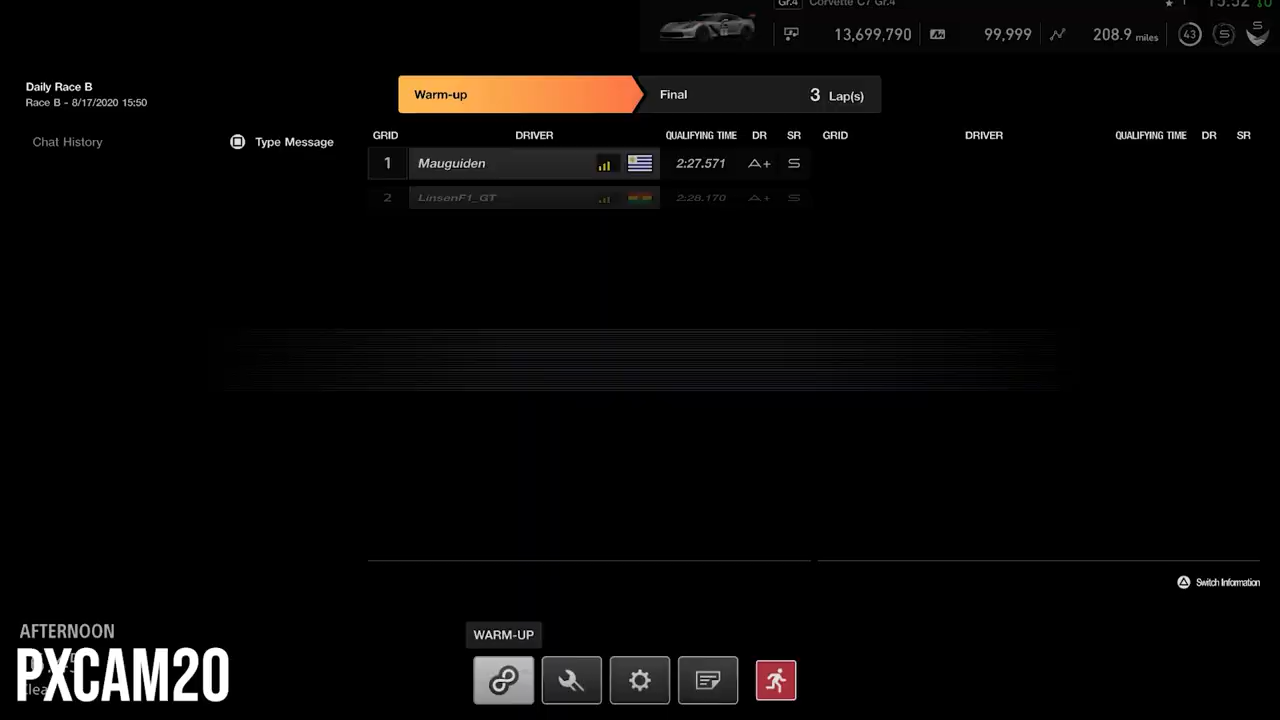 Gr.4 Corvette C7 Gr.4
13,699,790 99,999 208.9 miles 43 S S
Daily Race B
Race B - 8/17/2020 15:50
Warm-up Final 3 Lap(s)
Chat History Type Message
GRID DRIVER QUALIFYING TIME DR SR GRID DRIVER QUALIFYING TIME DR SR
1 Mauguiden 2:27.571 A+ S
2 LinsenF1_GT 2:28.170 A+ S
Switch Information
AFTERNOON
WARM-UP
PXCAM20